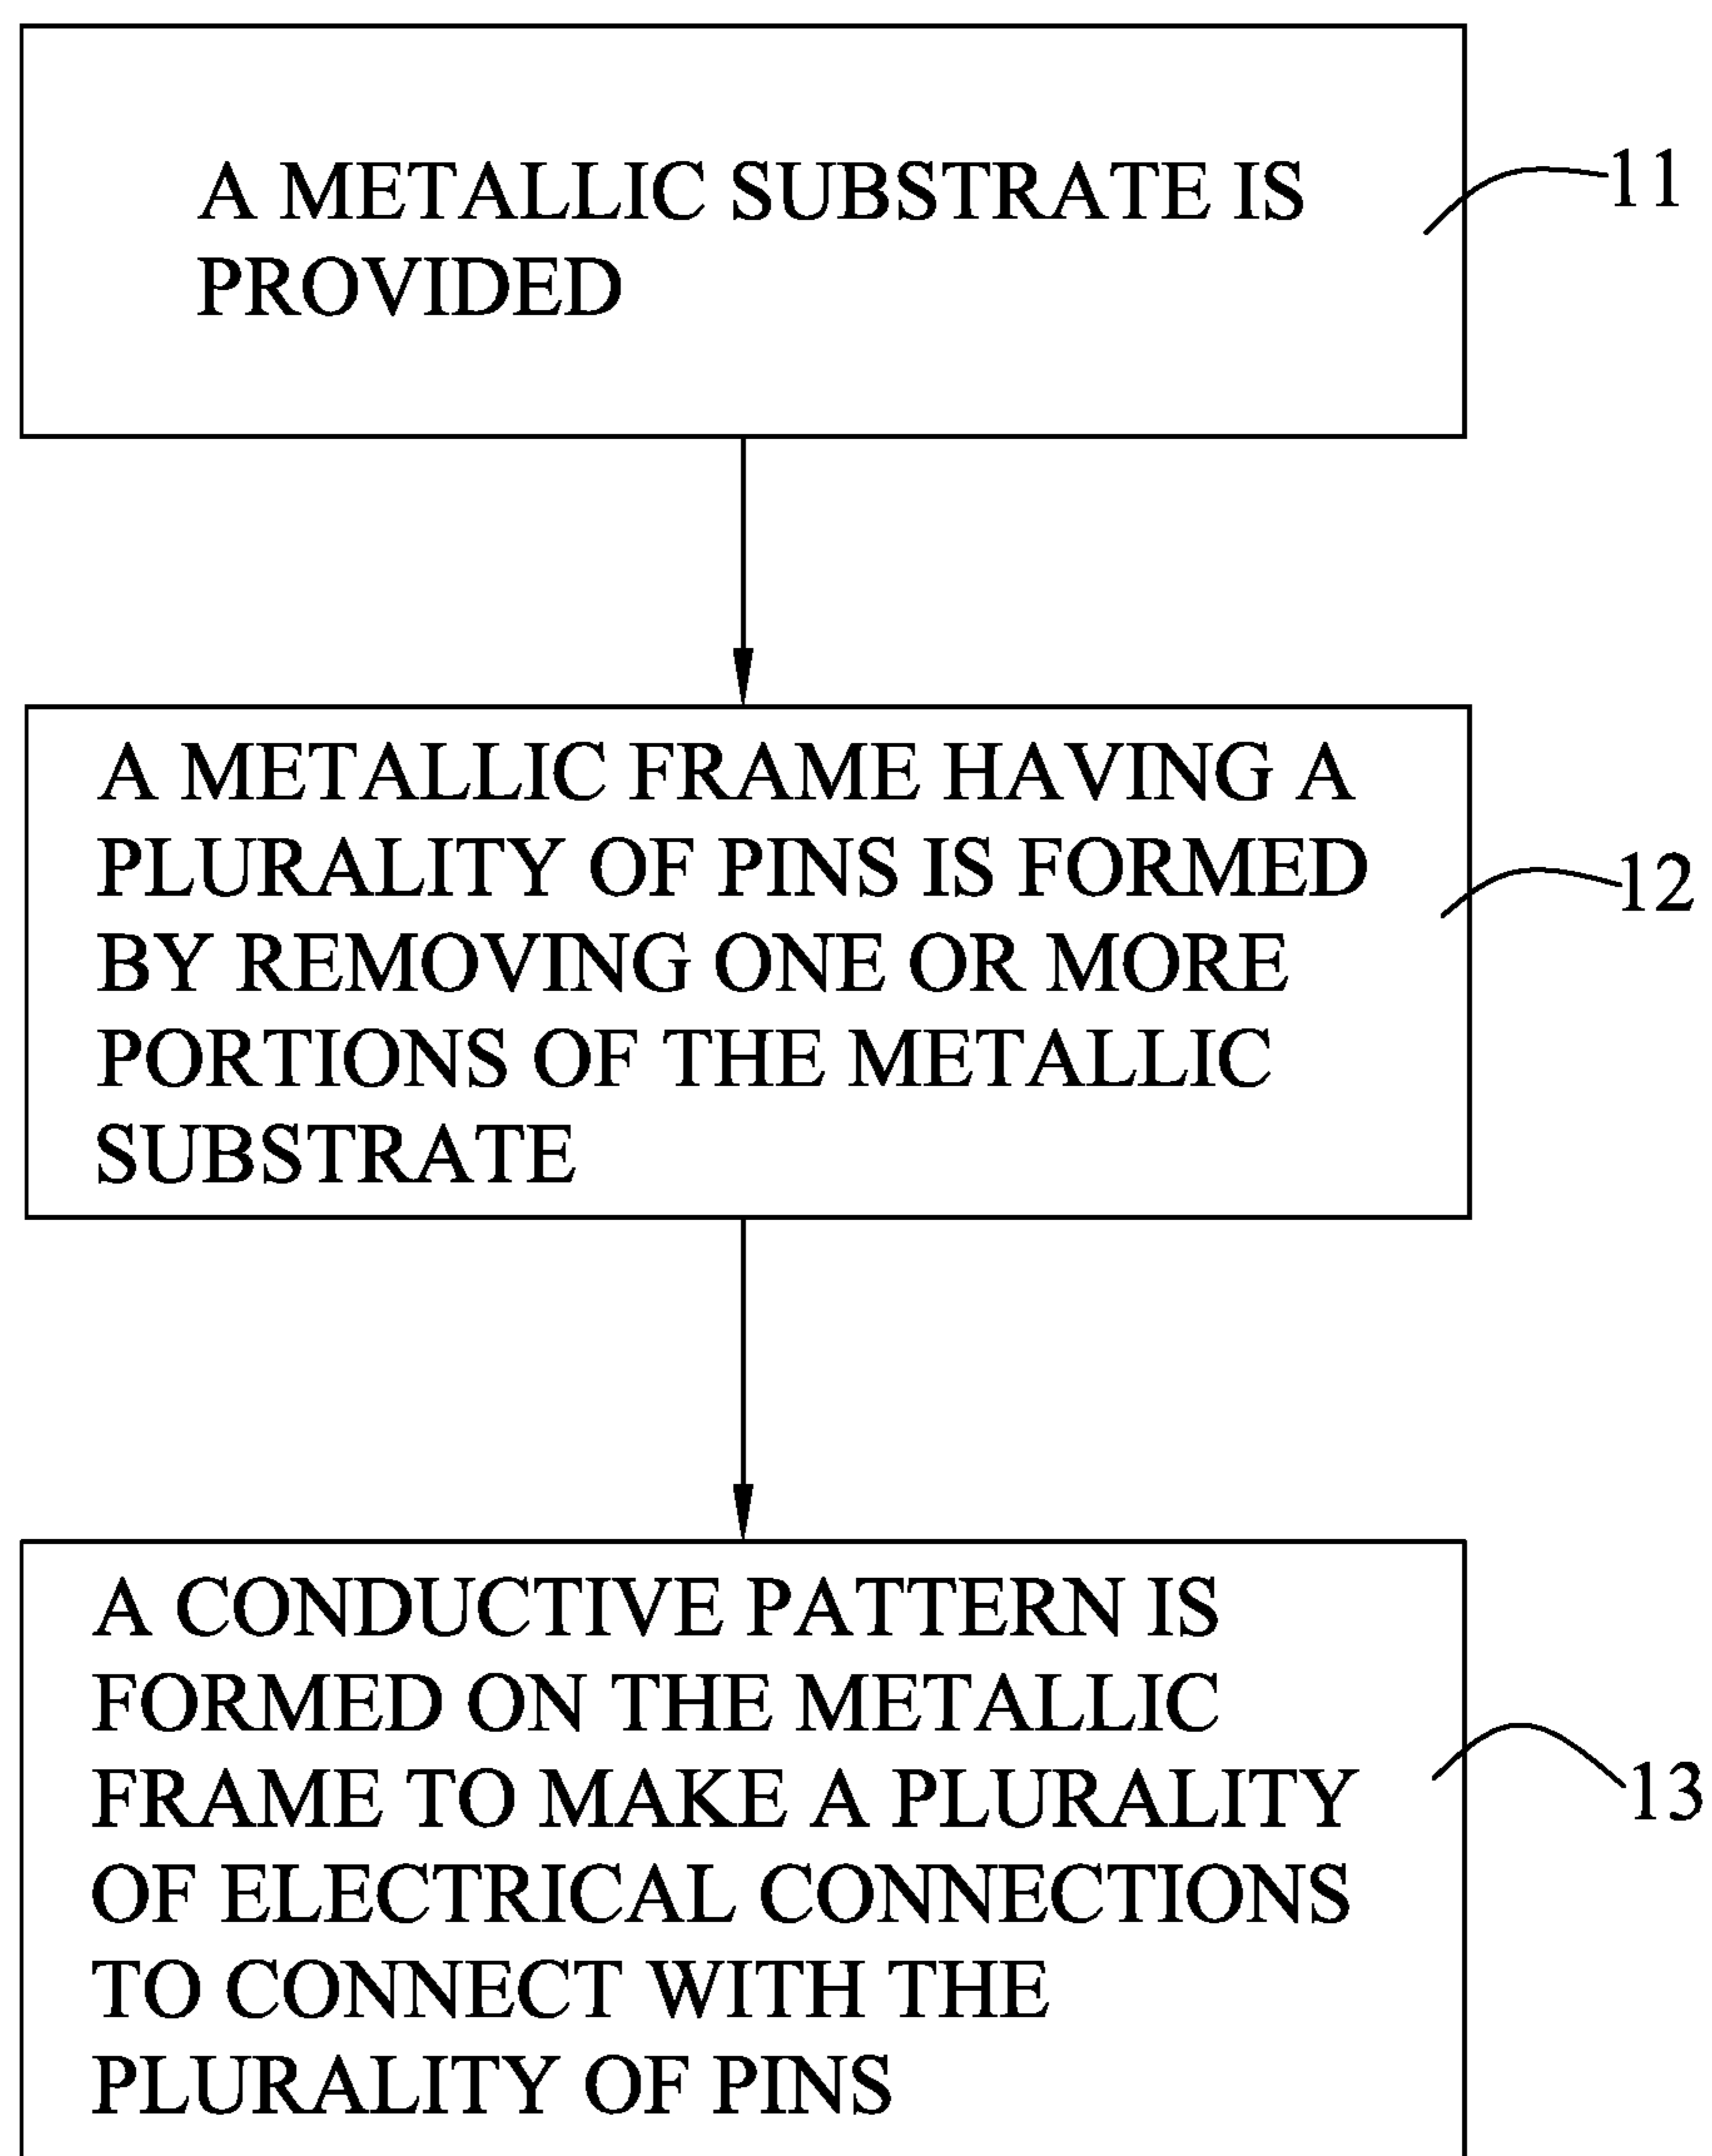 A METALLIC SUBSTRATE IS
PROVIDED
11
A METALLIC FRAME HAVING A
PLURALITY OF PINS IS FORMED
BY REMOVING ONE OR MORE
PORTIONS OF THE METALLIC
SUBSTRATE
12
A CONDUCTIVE PATTERN IS
FORMED ON THE METALLIC
FRAME TO MAKE A PLURALITY
OF ELECTRICAL CONNECTIONS
TO CONNECT WITH THE
PLURALITY OF PINS
13